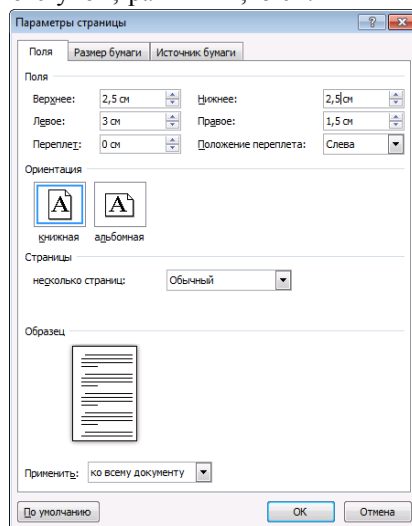 Параметры страницы
Поля Размер бумаги Источник бумаги
Поля
Верхнее: 2,5 см Нижнее: 2,5 см
Левое: 3 см Правое: 1,5 см
Переплет: 0 см Положение переплета: Слева
Ориентация
A A
книжная альбомная
Страницы
несколько страниц: Обычный
Образец
Применить: ко всему документу
По умолчанию ОК Отмена